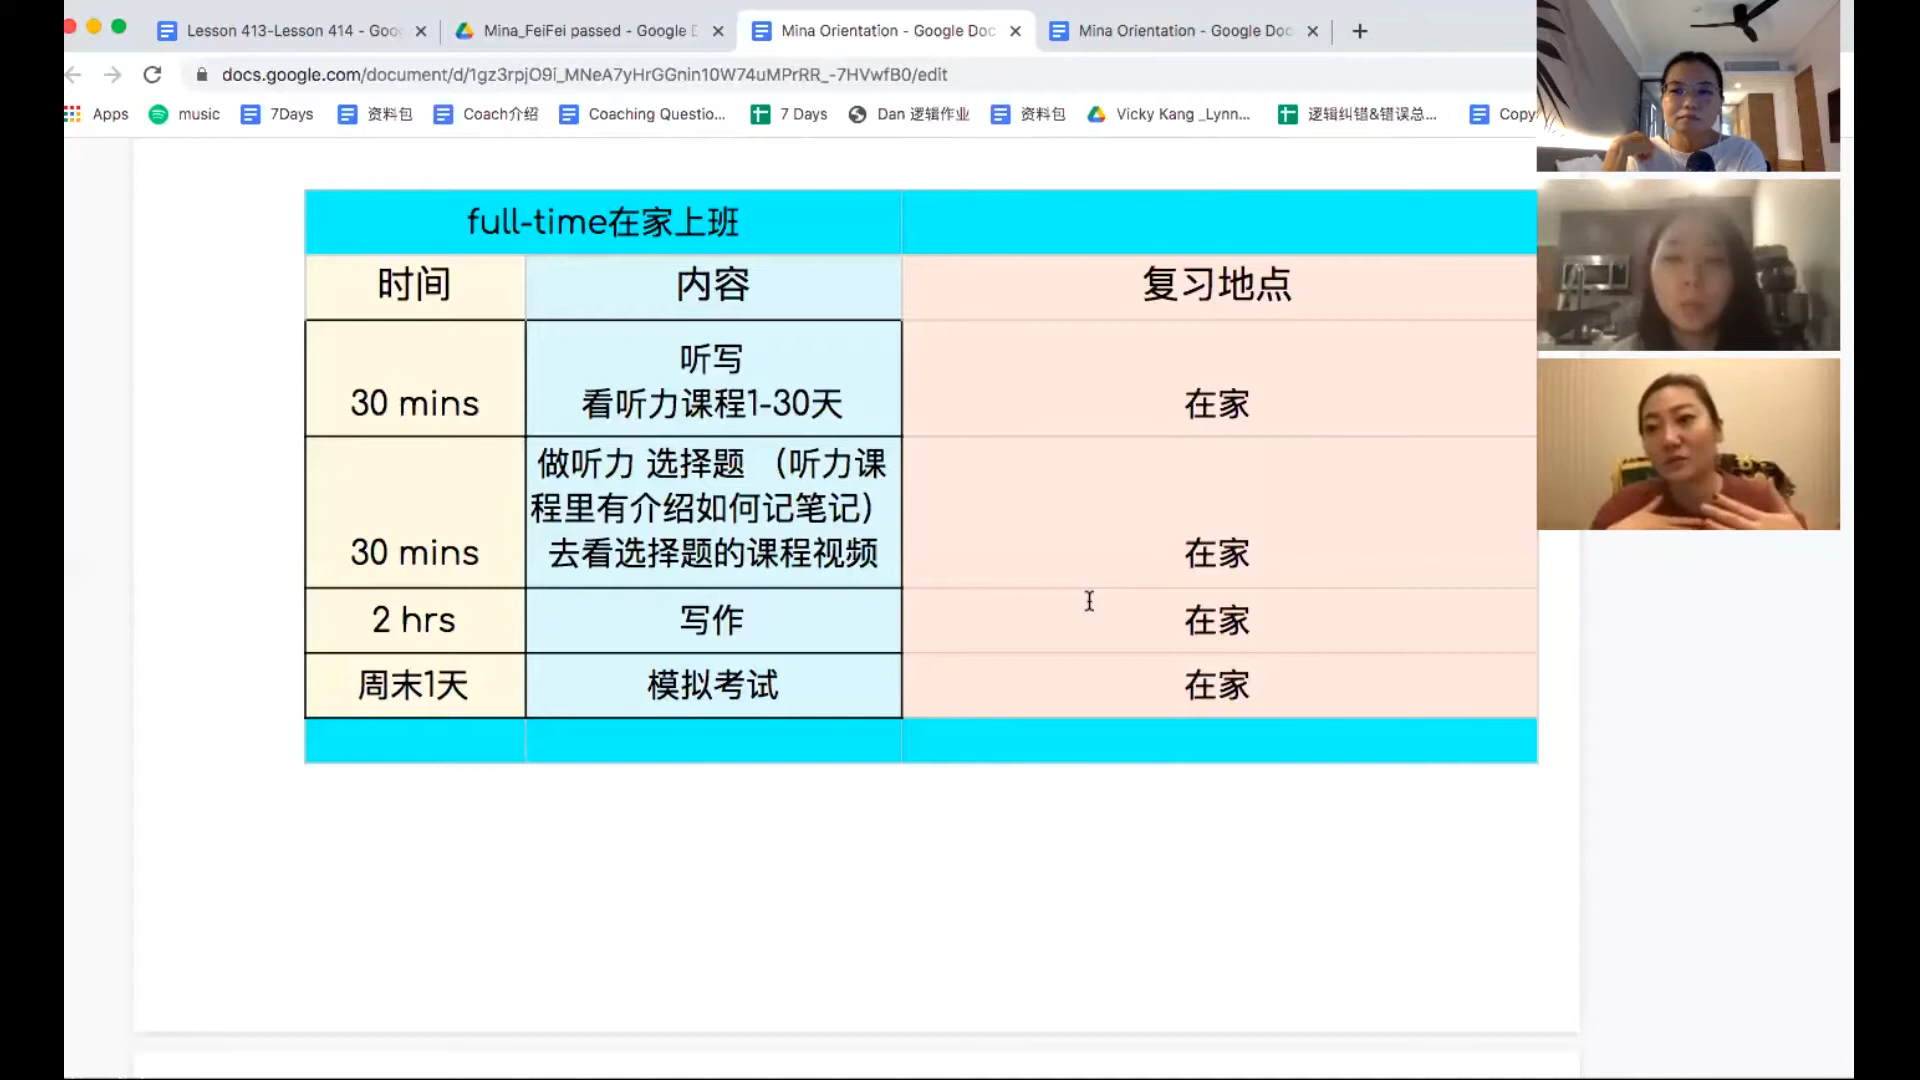 Lesson 413-Lesson 414 - Goo
Mina_FeiFei passed - Google D
Mina Orientation - Google Doc
Mina Orientation - Google Doc
docs.google.com/document/d/1gz3rpjO9i_MNeA7yHrGGnin10W74uMPrRR_-7HVwfB0/edit
Apps
music
7Days
资料包
Coach介绍
Coaching Questio...
7 Days
Dan 逻辑作业
资料包
Vicky Kang _Lynn...
逻辑纠错&错误总...
Copy
full-time在家上班
时间 内容 复习地点
听写
30 mins 看听力课程1-30天 在家
做听力 选择题 （听力课
程里有介绍如何记笔记）
30 mins 去看选择题的课程视频 在家
2 hrs 写作 在家
周末1天 模拟考试 在家